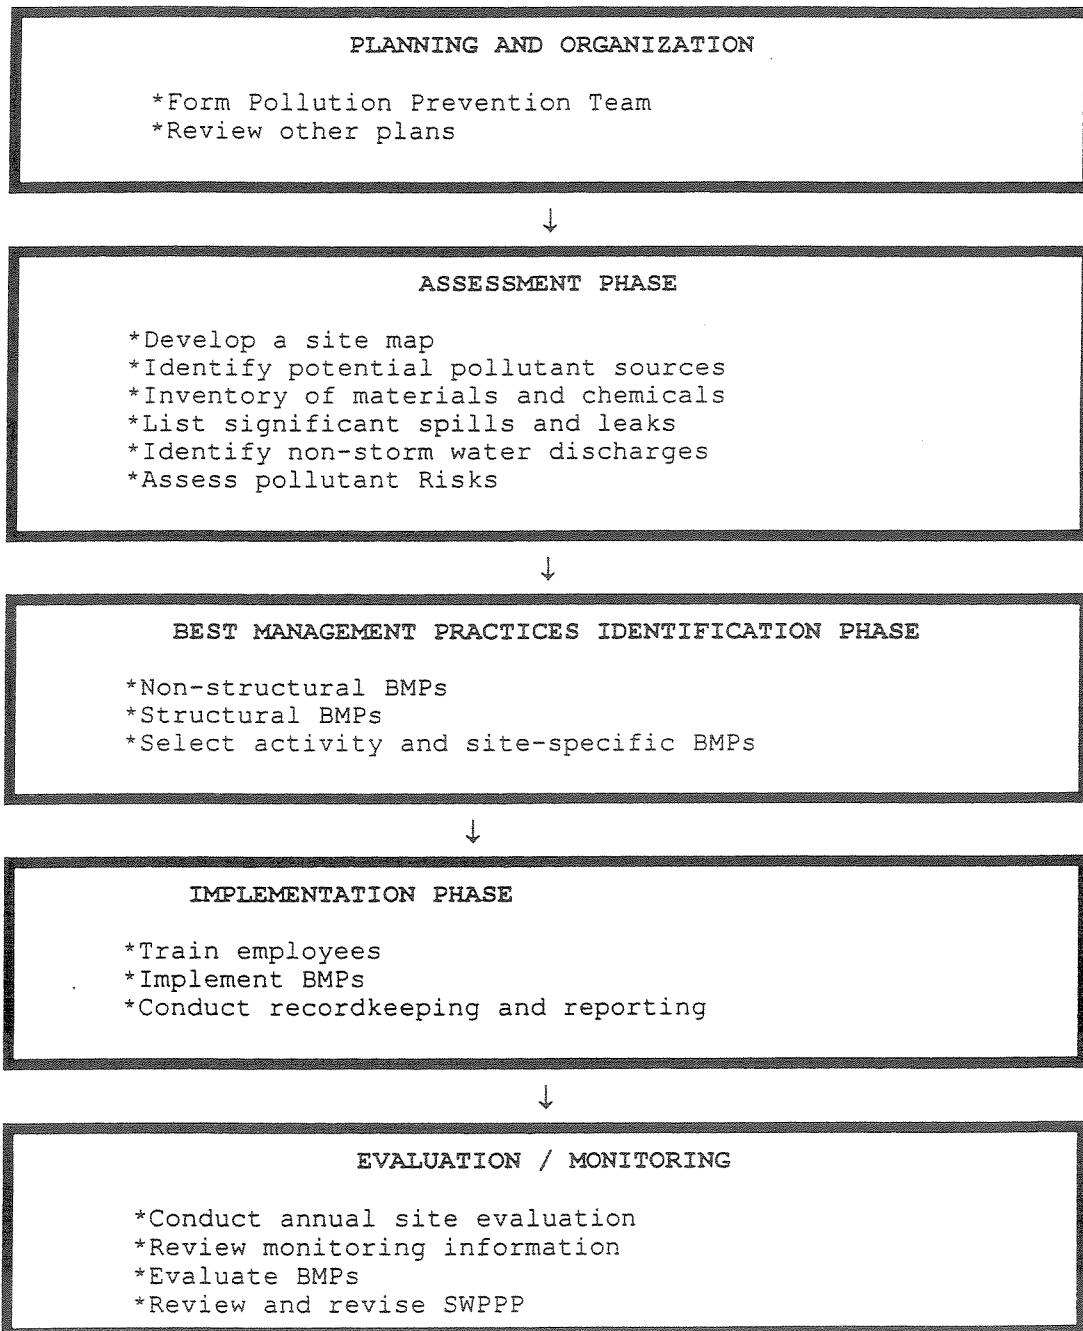 PLANNING AND ORGANIZATION
*Form Pollution Prevention Team
*Review other plans
↓
ASSESSMENT PHASE
*Develop a site map
*Identify potential pollutant sources
*Inventory of materials and chemicals
*List significant spills and leaks
*Identify non-storm water discharges
*Assess pollutant Risks
↓
BEST MANAGEMENT PRACTICES IDENTIFICATION PHASE
*Non-structural BMPs
*Structural BMPs
*Select activity and site-specific BMPs
↓
IMPLEMENTATION PHASE
*Train employees
*Implement BMPs
*Conduct recordkeeping and reporting
↓
EVALUATION / MONITORING
*Conduct annual site evaluation
*Review monitoring information
*Evaluate BMPs
*Review and revise SWPPP